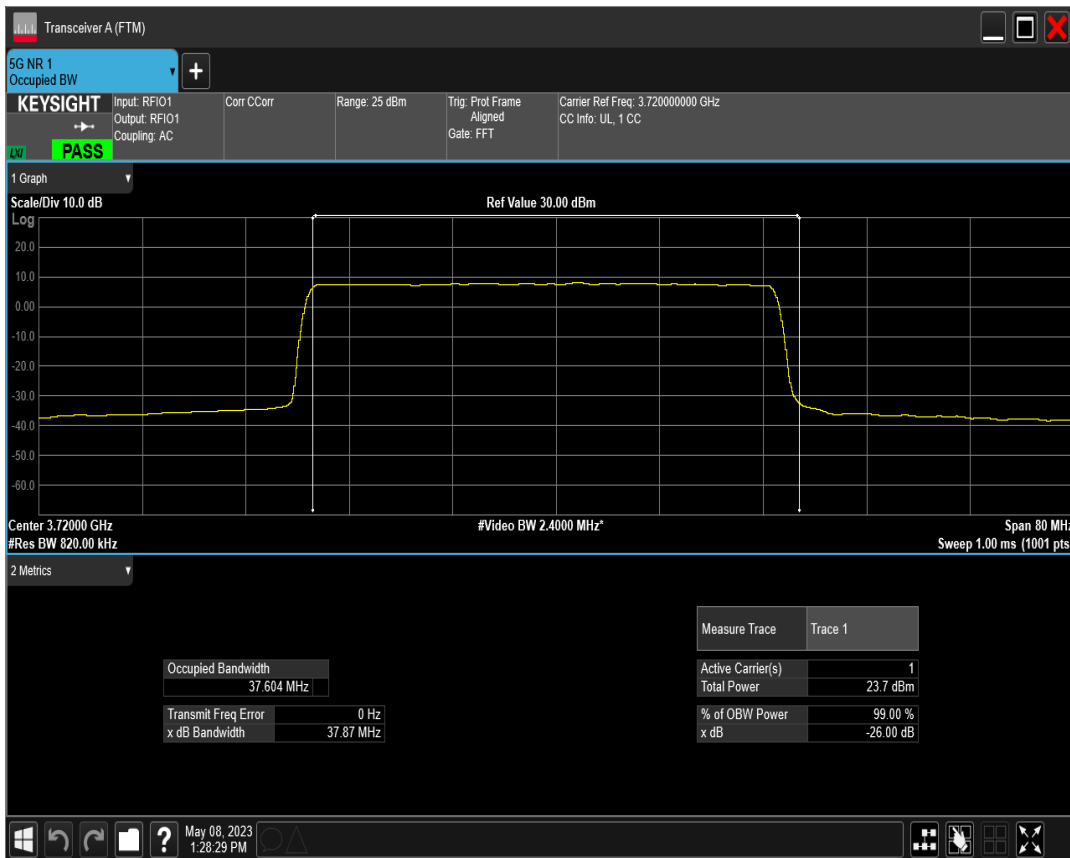 Transceiver A (FTM)
5G NR 1
Occupied BW
+
KEYSIGHT
LXI
PASS
Input: RFIO1
Output: RFIO1
Coupling: AC
Corr CCorr
Range: 25 dBm
Trig: Prot Frame
Aligned
Gate: FFT
Carrier Ref Freq: 3.720000000 GHz
CC Info: UL, 1 CC
1 Graph
Scale/Div 10.0 dB
Ref Value 30.00 dBm
Log
20.0
10.0
0.00
-10.0
-20.0
-30.0
-40.0
-50.0
-60.0
Center 3.72000 GHz
#Video BW 2.4000 MHz*
Span 80 MHz
#Res BW 820.00 kHz
Sweep 1.00 ms (1001 pts
2 Metrics
Measure Trace Trace 1
Occupied Bandwidth
37.604 MHz
Active Carrier(s) 1
Total Power 23.7 dBm
Transmit Freq Error 0 Hz
x dB Bandwidth 37.87 MHz
% of OBW Power 99.00 %
x dB -26.00 dB
?
May 08, 2023
1:28:29 PM